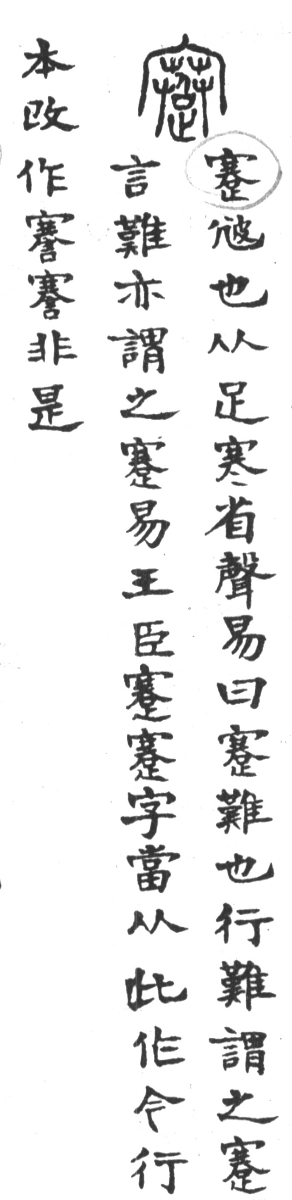 蹇
蹇㿑也从足寒省聲易曰蹇難也行難謂之蹇
言難亦謂之蹇易王臣蹇蹇字當从此作今行
本改作謇謇非是